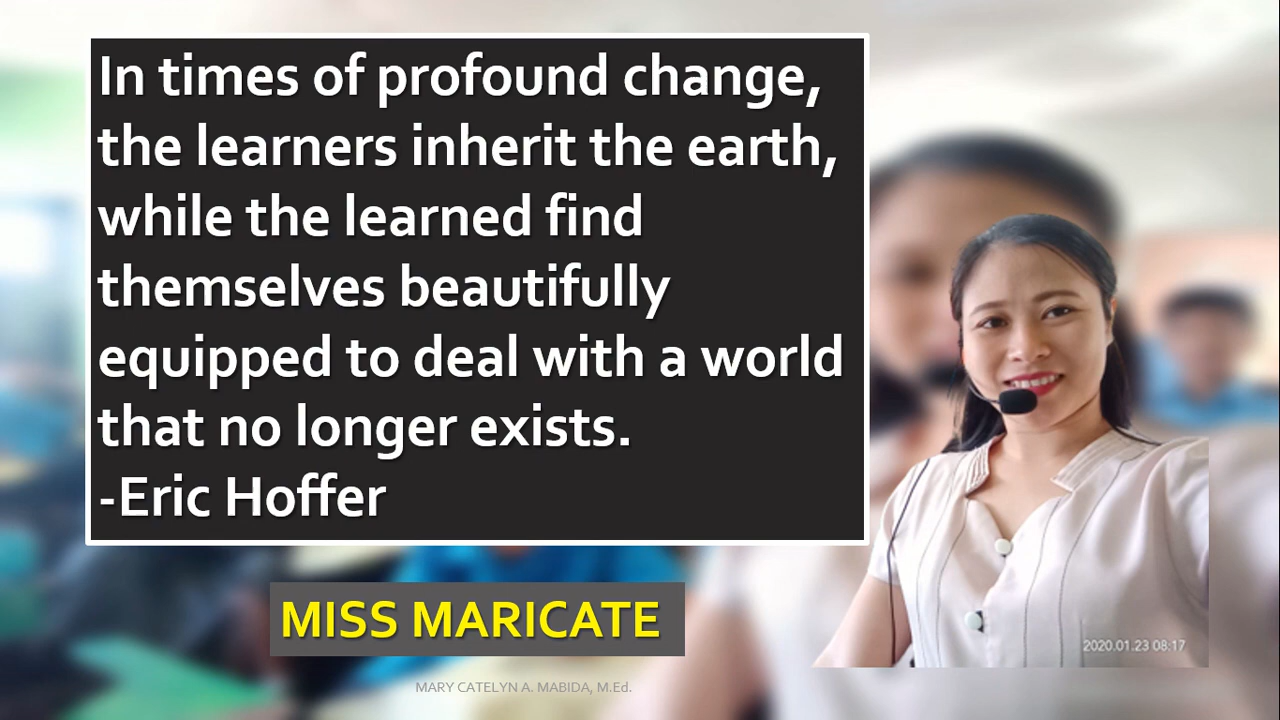 In times of profound change,
the learners inherit the earth,
while the learned find
themselves beautifully
equipped to deal with a world
that no longer exists.
-Eric Hoffer
MISS MARICATE
2020.01.23 08:17
MARY CATELYN A. MABIDA, M.Ed.